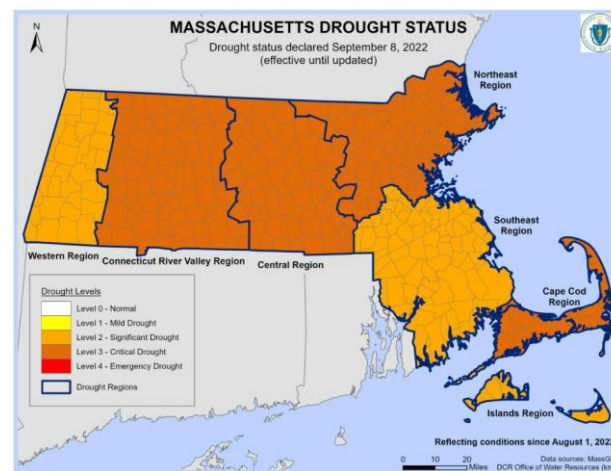 MASSACHUSETTS DROUGHT STATUS
Drought status declared September 8, 2022
(effective until updated)
N
Northeast
Region
Southeast
Region
Western Region
Connecticut River Valley Region
Central Region
Cape Cod
Region
Drought Levels
Level 0 - Normal
Level 1 - Mild Drought
Level 2 - Significant Drought
Level 3 - Critical Drought
Level 4 - Emergency Drought
Drought Regions
Islands Region
Reflecting conditions since August 1, 2022
0 10 20
Miles
Data sources: MassG
DCR Office of Water Resources